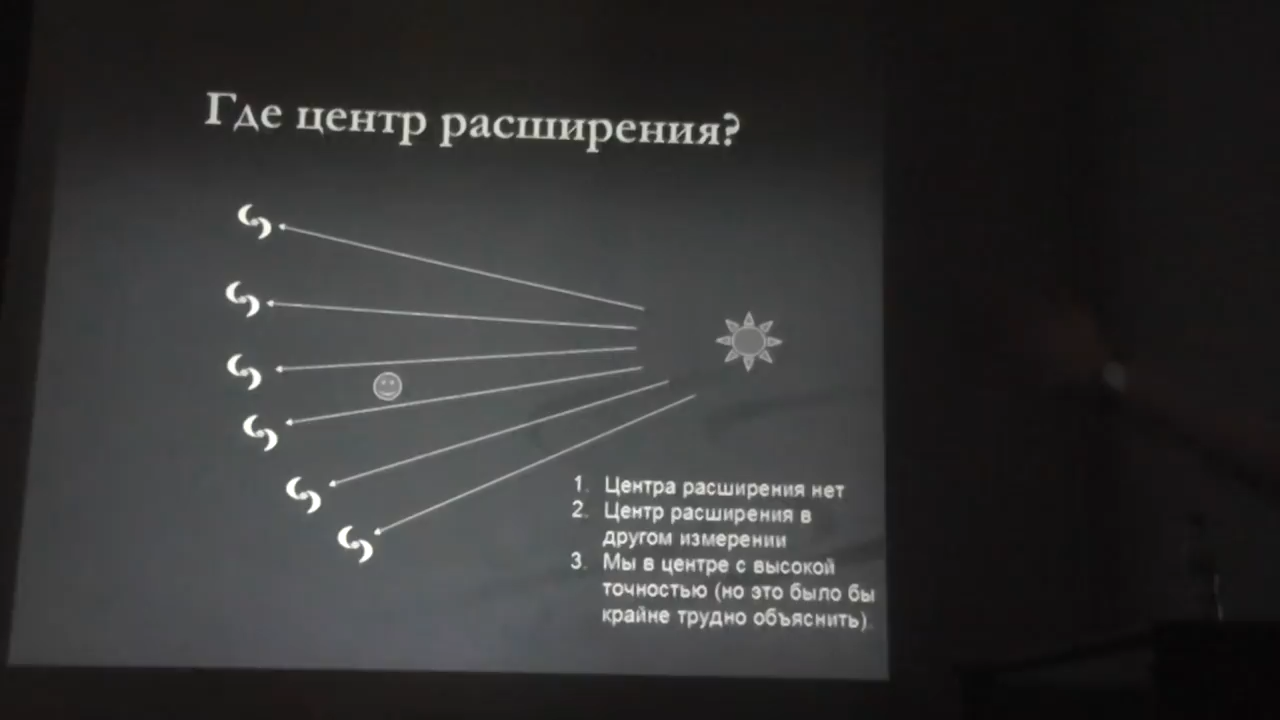 Где центр расширения?
1. Центра расширения нет
2. Центр расширения в
другом измерении
3. Мы в центре с высокой
точностью (но это было бы
крайне трудно объяснить).